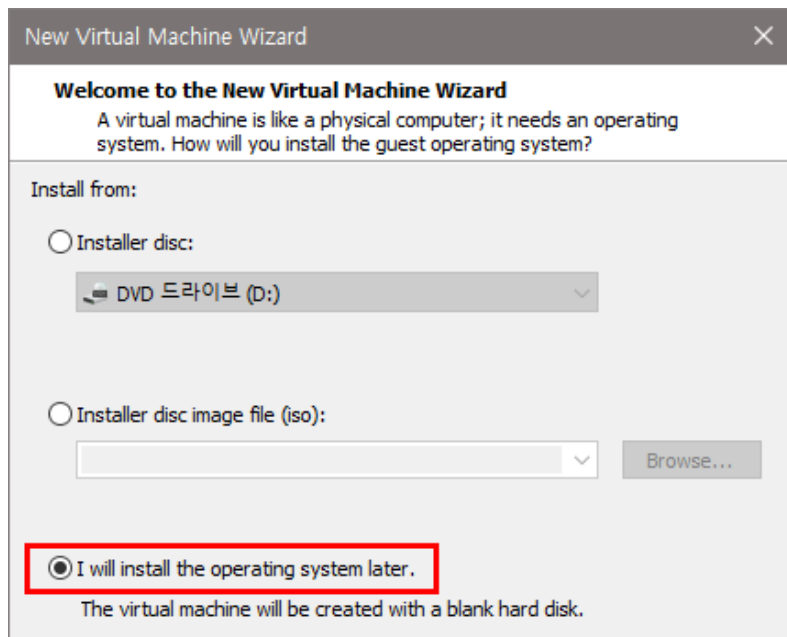 New Virtual Machine Wizard
Welcome to the New Virtual Machine Wizard
A virtual machine is like a physical computer; it needs an operating
system. How will you install the guest operating system?
Install from:
Installer disc:
DVD 드라이브 (D:)
Installer disc image file (iso):
Browse...
I will install the operating system later.
The virtual machine will be created with a blank hard disk.